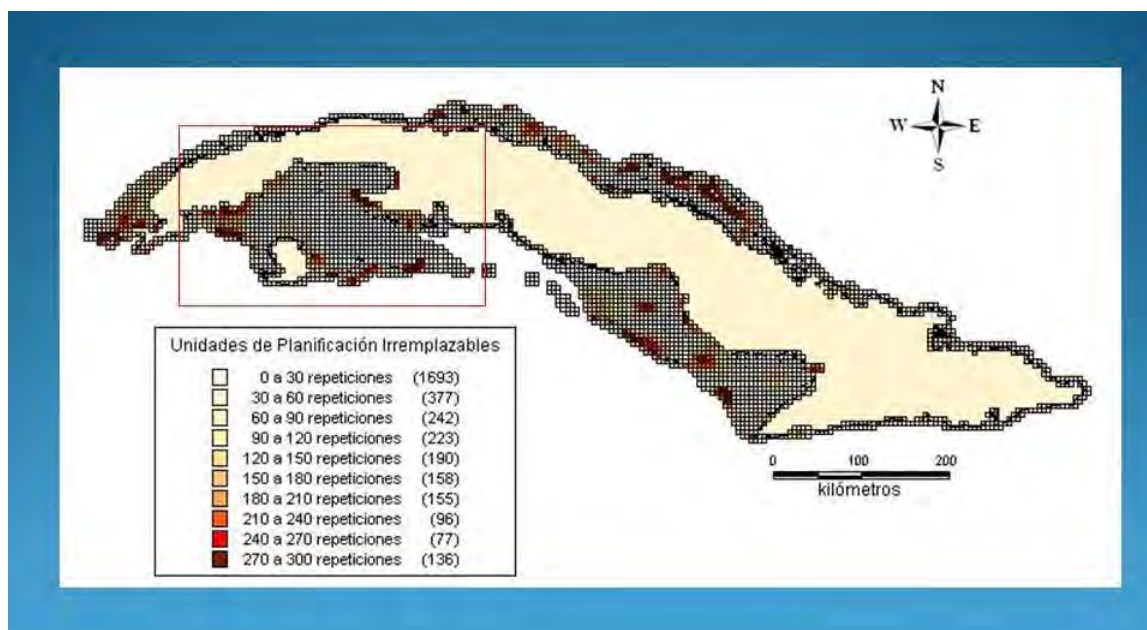 N
W E
S
Unidades de Planificación Irremplazables
0 a 30 repeticiones (1693)
30 a 60 repeticiones (377)
60 a 90 repeticiones (242)
90 a 120 repeticiones (223)
120 a 150 repeticiones (190)
150 a 180 repeticiones (158)
180 a 210 repeticiones (155)
210 a 240 repeticiones (96)
240 a 270 repeticiones (77)
270 a 300 repeticiones (136)
0 100 200
kilómetros